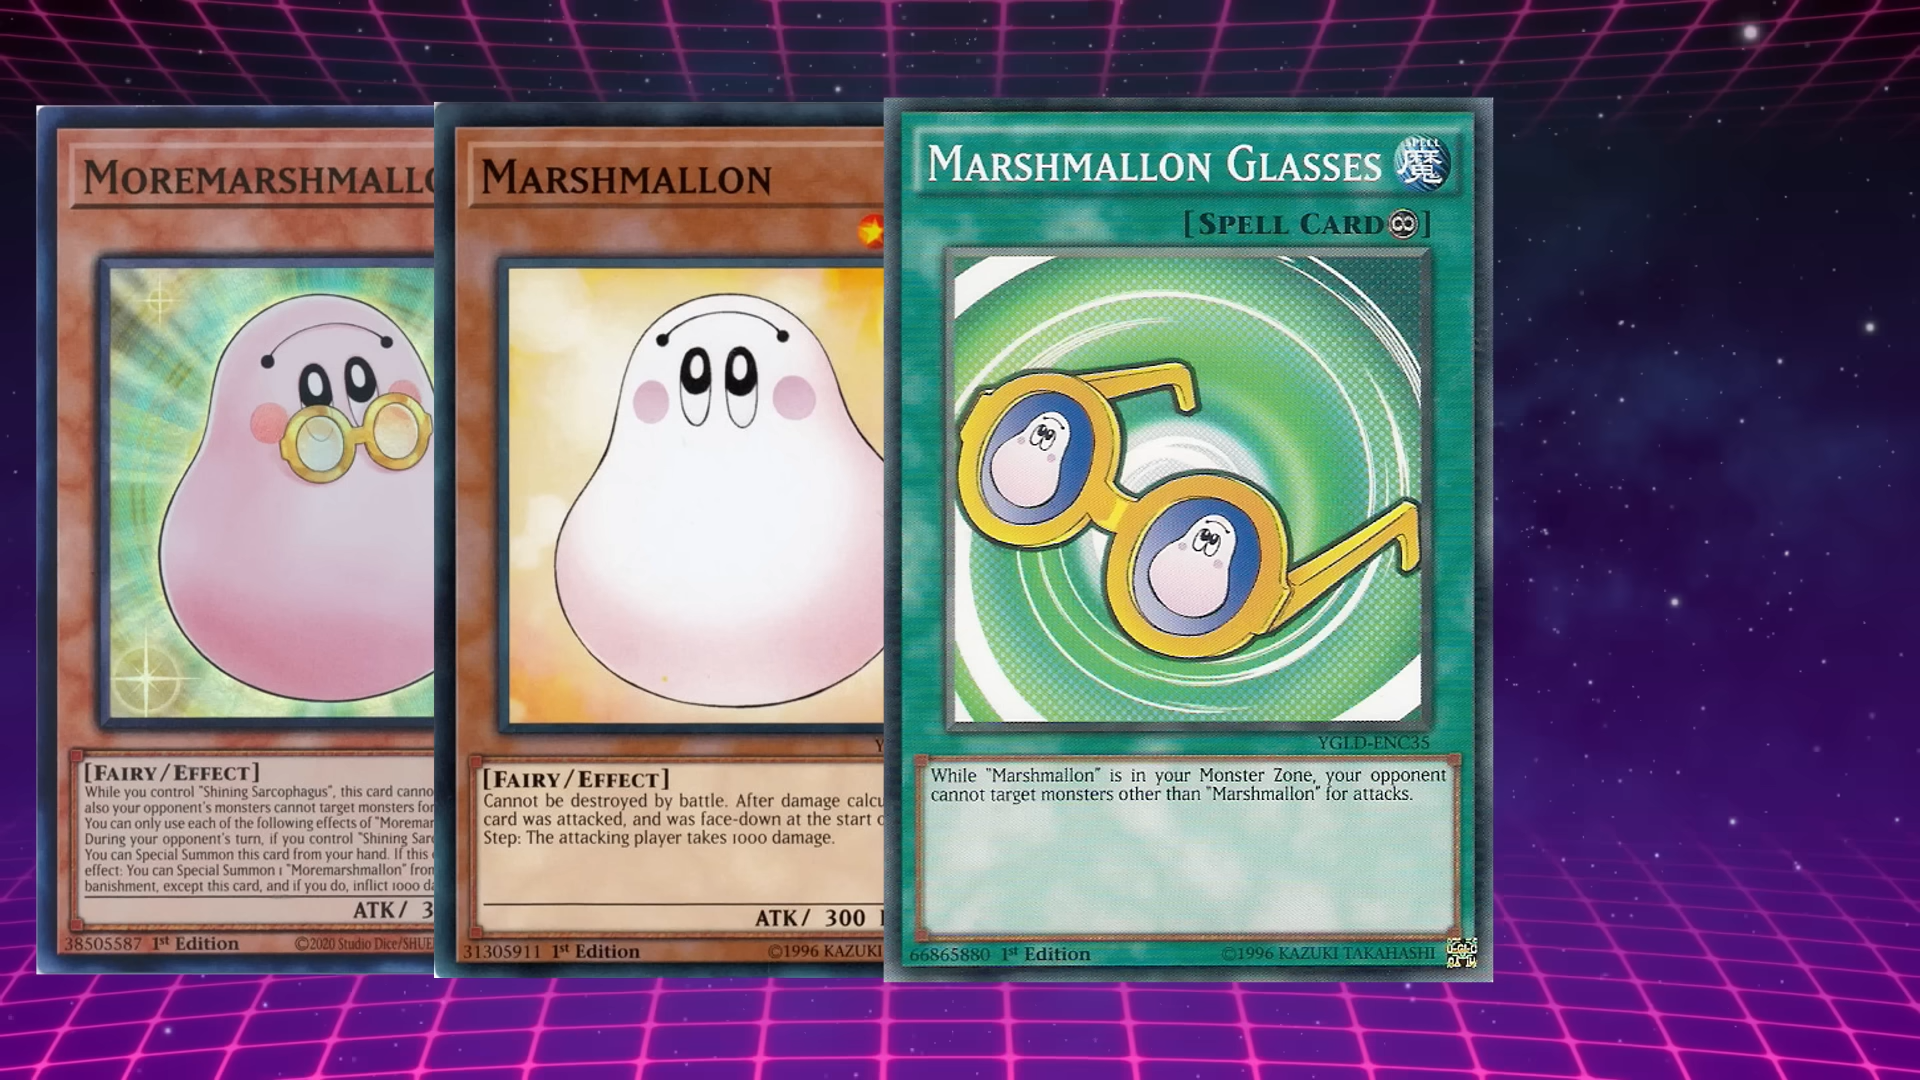 MOREMARSHMALLO
[FAIRY/EFFECT]
While you control "Shining Sarcophagus", this card canno
also your opponent's monsters cannot target monsters for
You can only use each of the following effects of "Moremar
During your opponent's turn, if you control "Shining Sar
You can Special Summon this card from your hand. If this
effect: You can Special Summon 1 "Moremarshmallon" from
banishment, except this card, and if you do, inflict 1000 da
ATK/ 3
38505587 1st Edition ©2020 Studio Dice/SHUE
MARSHMALLON
[FAIRY/EFFECT]
Cannot be destroyed by battle. After damage calcu
card was attacked, and was face-down at the start o
Step: The attacking player takes 1000 damage.
ATK/ 300
31305911 1st Edition ©1996 KAZUKI
MARSHMALLON GLASSES
SPELL
魔
[SPELL CARD]
YGLD-ENC35
While "Marshmallon" is in your Monster Zone, your opponent
cannot target monsters other than "Marshmallon" for attacks.
66865880 1st Edition ©1996 KAZUKI TAKAHASHI